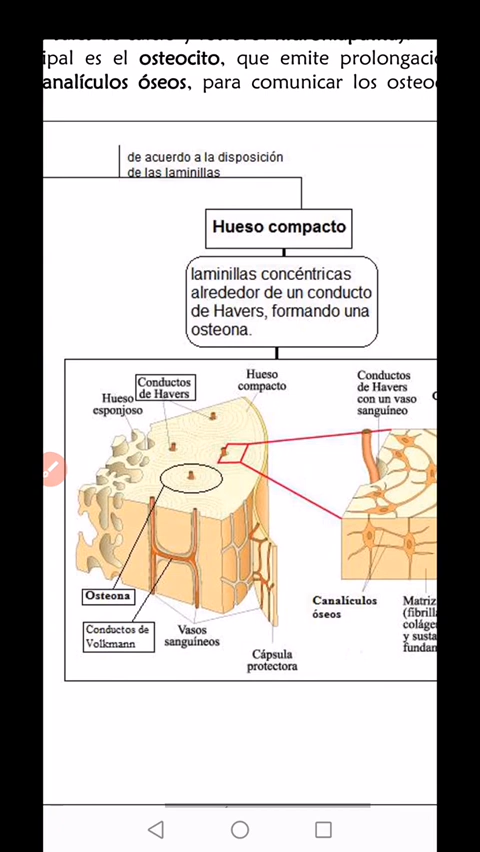 ipal es el osteocito, que emite prolongacio
analículos óseos, para comunicar los osteo
de acuerdo a la disposición
de las laminillas
Hueso compacto
laminillas concéntricas
alrededor de un conducto
de Havers, formando una
osteona.
Conductos
de Havers
Hueso
compacto
Hueso
esponjoso
Conductos
de Havers
con un vaso
sanguíneo
Osteona
Conductos de
Volkmann
Vasos
sanguíneos
Cápsula
protectora
Canalículos
óseos
Matriz
(fibrill
coláge
y susta
fundan